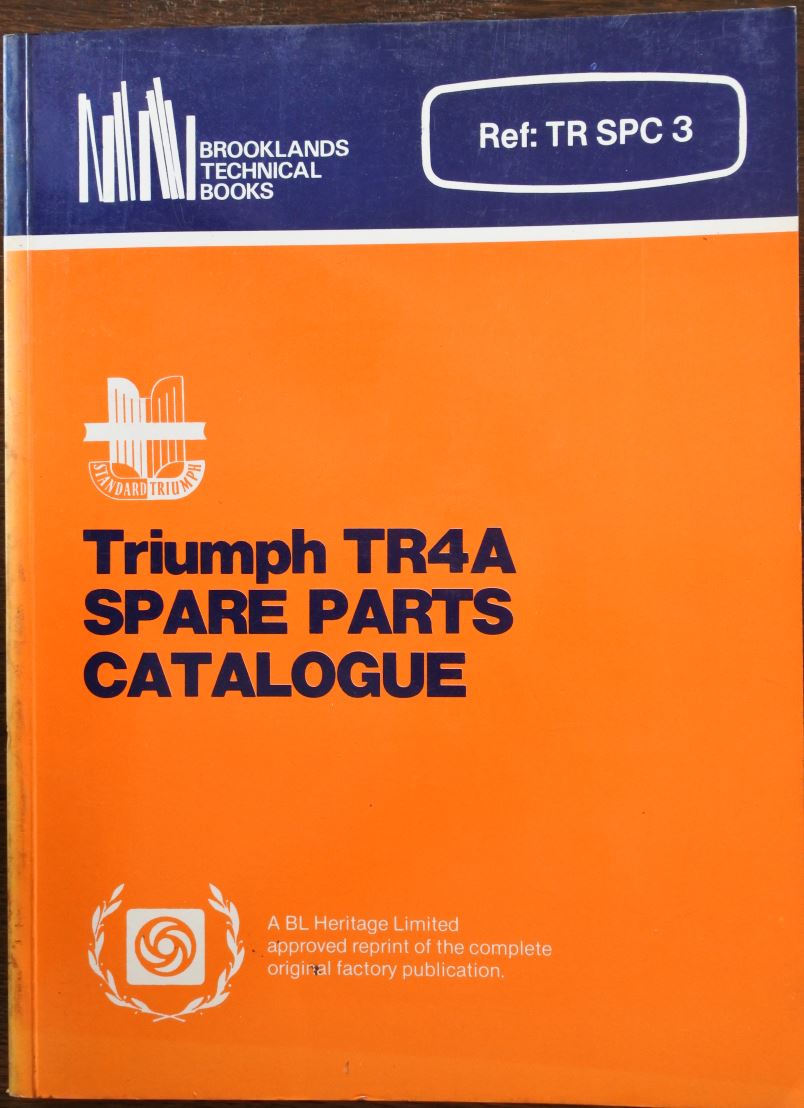 BROOKLANDS
TECHNICAL
BOOKS
Ref: TR SPC 3
STANDARD TRIUMPH
Triumph TR4A
SPARE PARTS
CATALOGUE
A BL Heritage Limited
approved reprint of the complete
original factory publication.